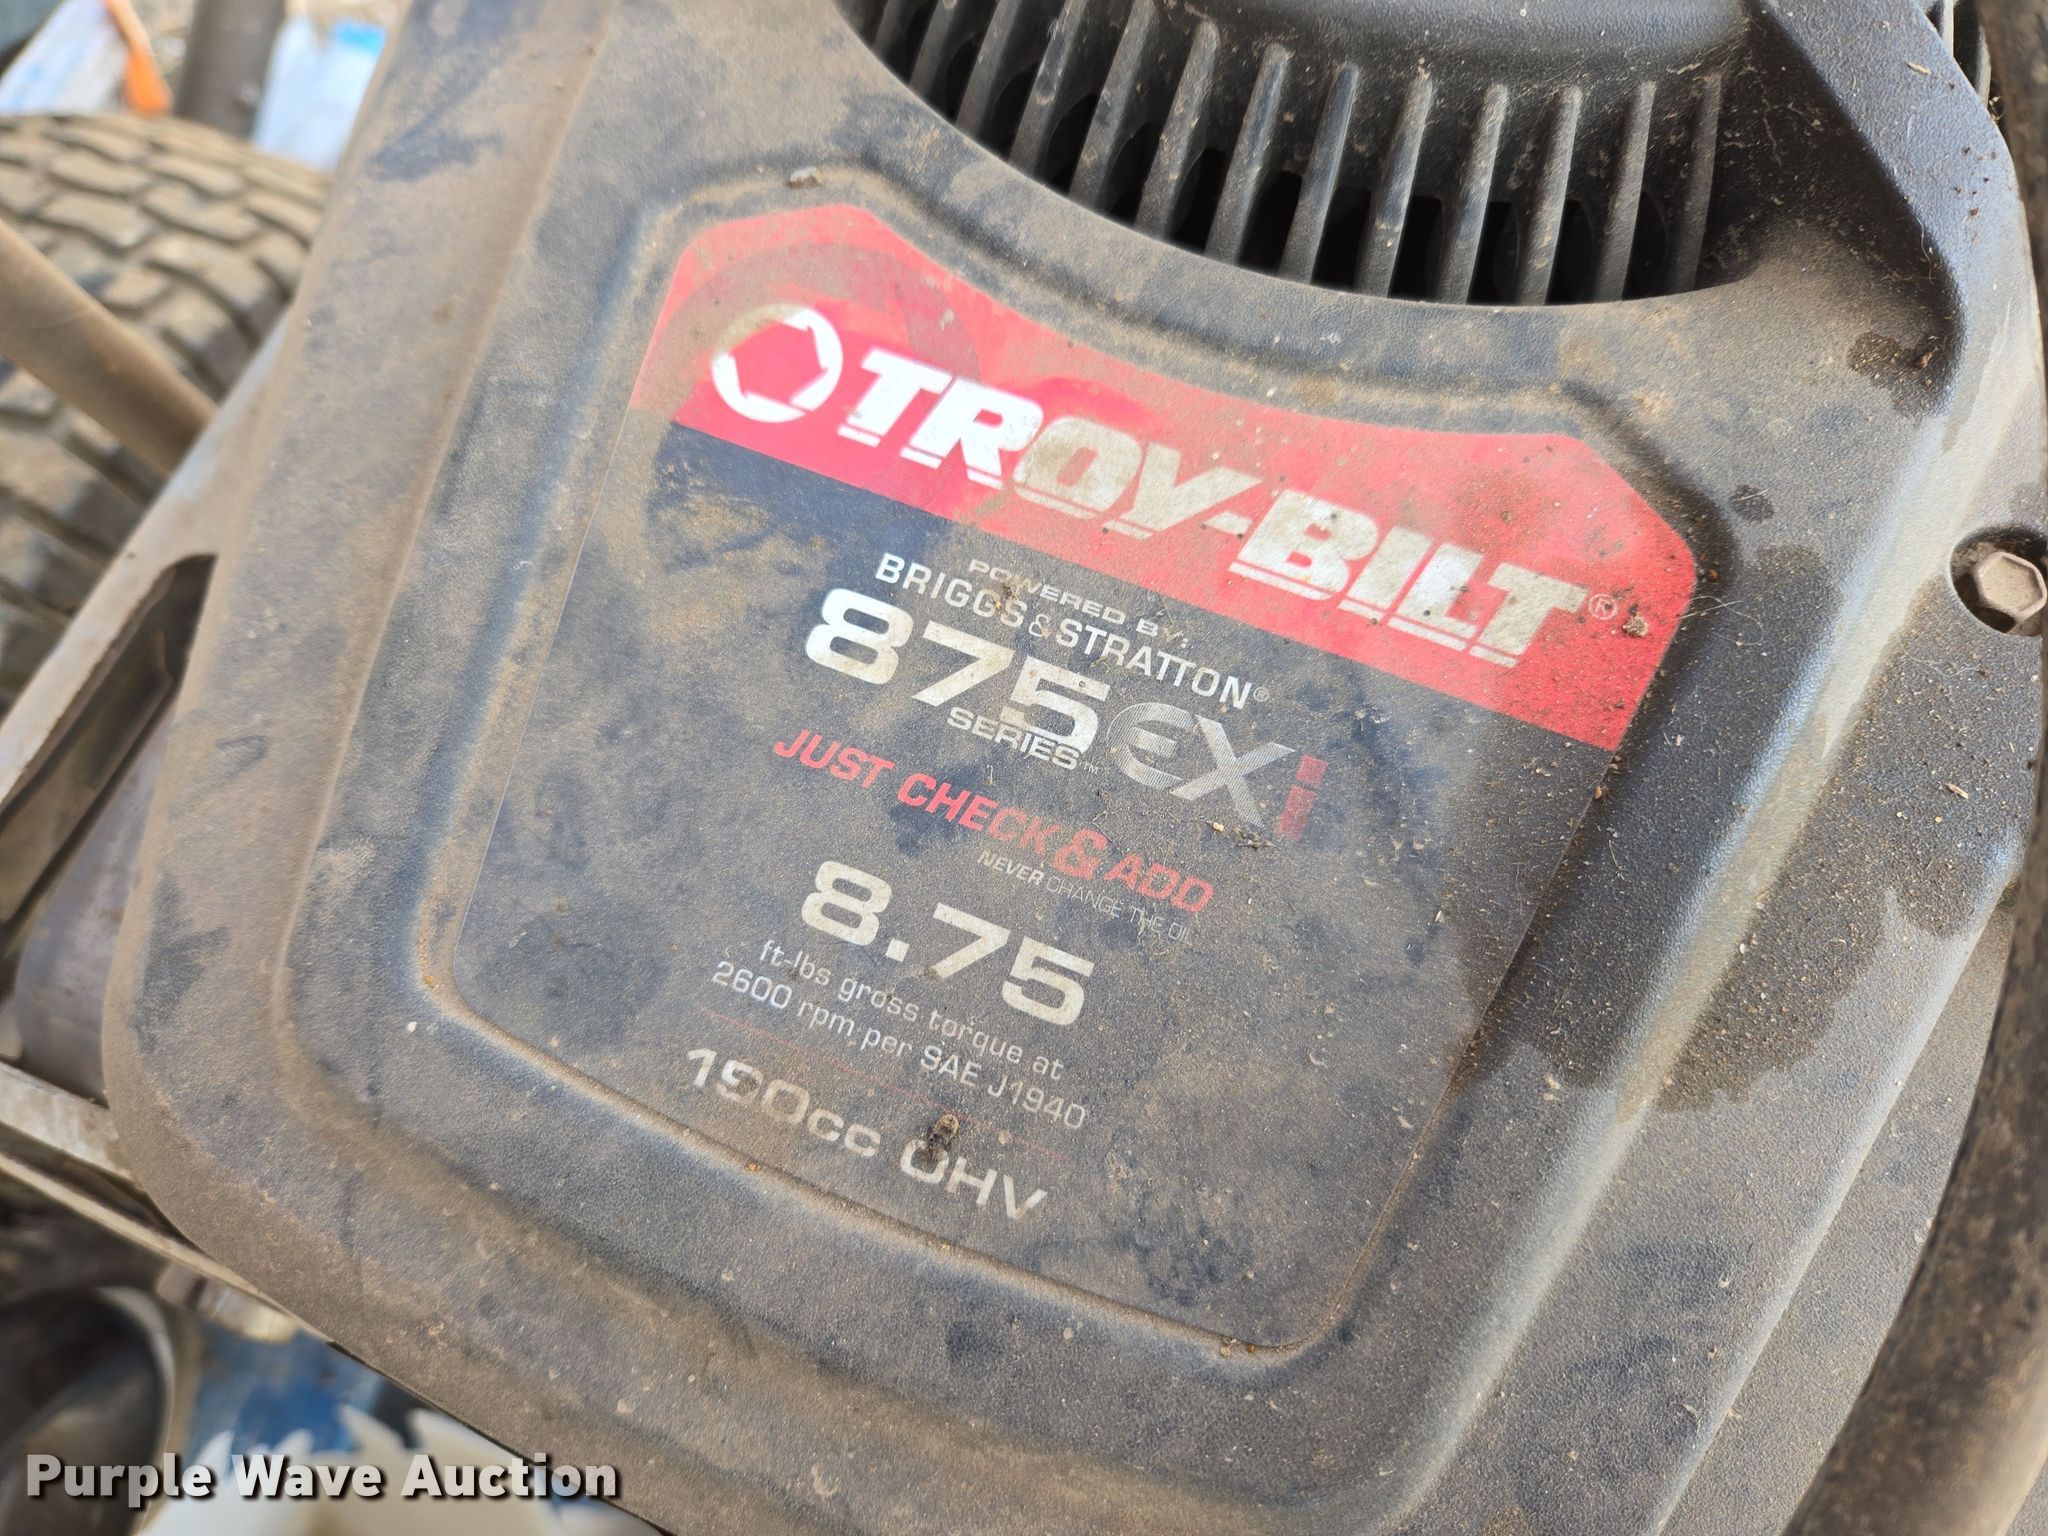 TROY-BILT®
POWERED BY:
BRIGGS & STRATTON®
875 EXi
SERIES™
JUST CHECK & ADD
NEVER CHANGE THE OIL
8.75
ft-lbs gross torque at
2600 rpm per SAE J1940
190cc OHV
Purple Wave Auction